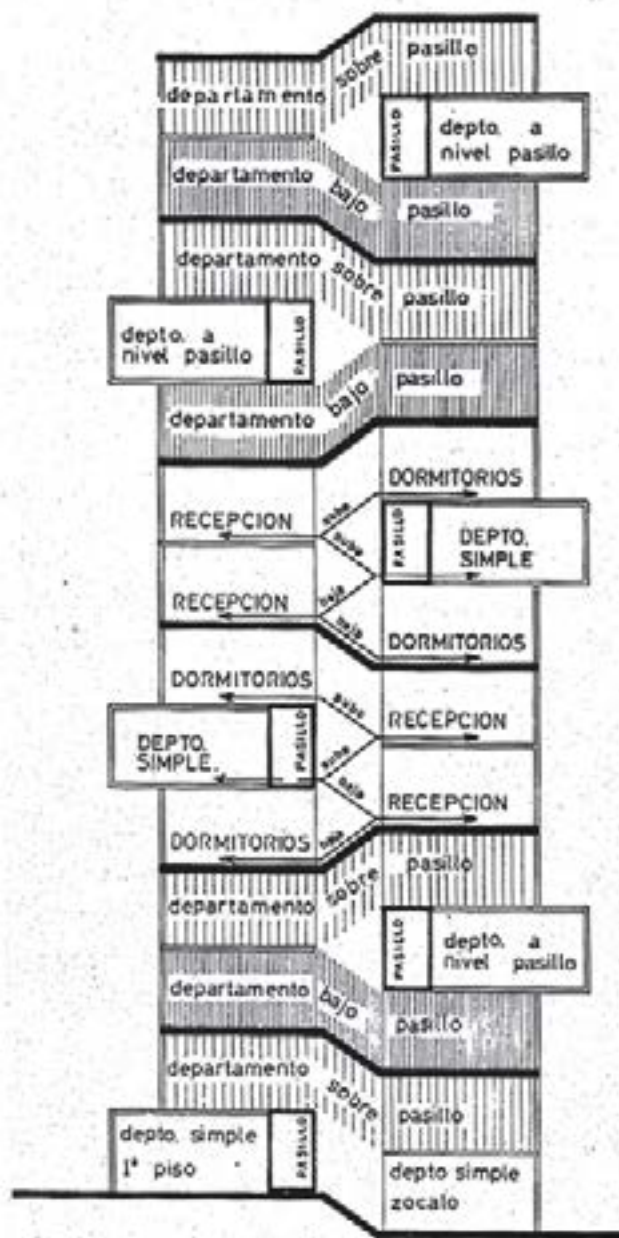 departamento sobre pasillo
PASILLO
depto. a
nivel pasillo
departamento bajo pasillo
departamento sobre pasillo
depto. a
nivel pasillo
PASILLO
departamento bajo pasillo
DORMITORIOS
sube
RECEPCION
sube
PASILLO
DEPTO.
SIMPLE
baja
RECEPCION
baja
DORMITORIOS
DORMITORIOS
sube
RECEPCION
DEPTO.
SIMPLE.
PASILLO
sube
baja
RECEPCION
baja
DORMITORIOS
departamento sobre pasillo
PASILLO
depto. a
nivel pasillo
departamento bajo pasillo
departamento sobre pasillo
depto. simple
1º piso
PASILLO
depto simple
zocalo